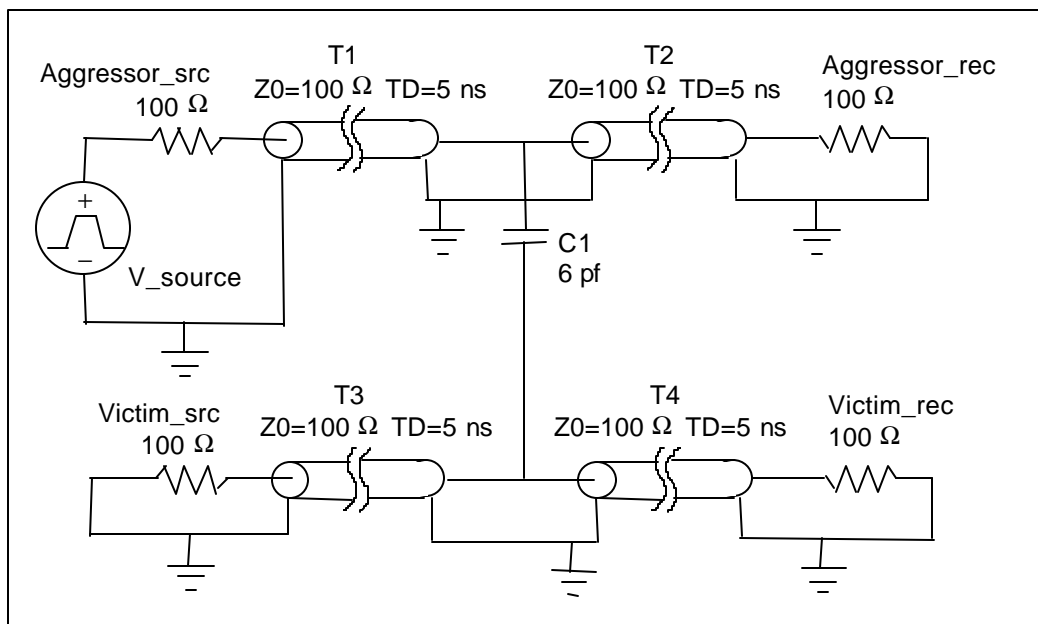 T1
T2
Aggressor_src
100 Ω
Z0=100 Ω TD=5 ns
Z0=100 Ω TD=5 ns
Aggressor_rec
100 Ω
+
−
V_source
C1
6 pf
T3
T4
Victim_src
100 Ω
Z0=100 Ω TD=5 ns
Z0=100 Ω TD=5 ns
Victim_rec
100 Ω